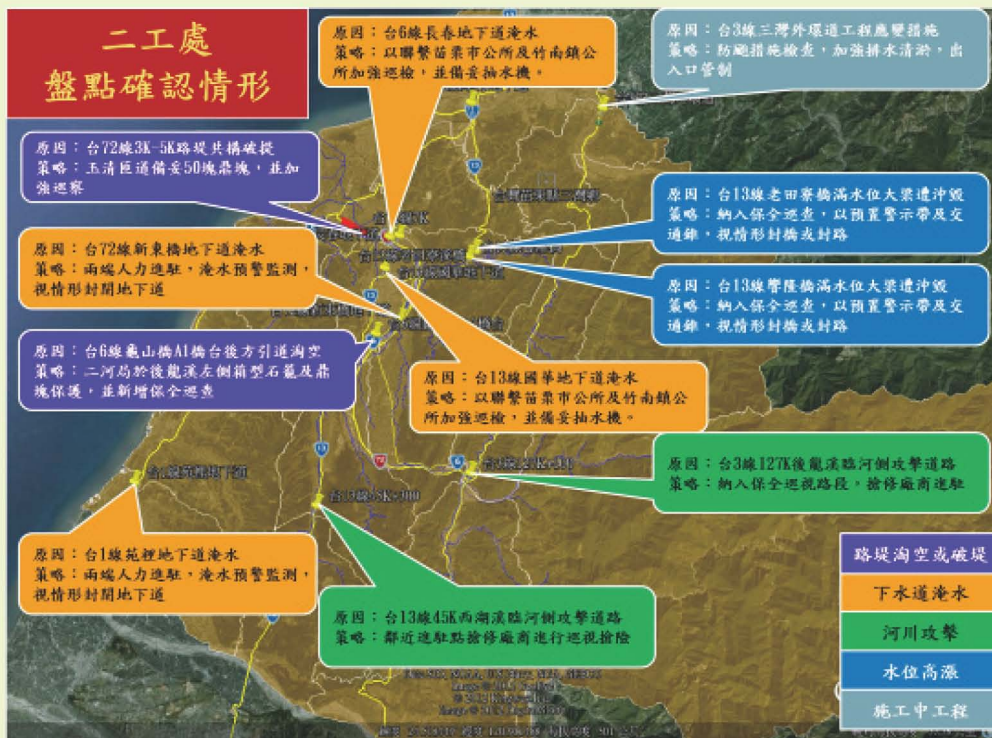 二工處
盤點確認情形
原因：台6線長春地下道淹水
策略：以聯繫苗栗市公所及竹南鎮公
所加強巡檢，並備妥抽水機。
原因：台3線三灣外環道工程應變措施
策略：防颱措施檢查，加強排水清淤，出
入口管制
原因：台72線3K-5K路堤共構破堤
策略：玉清匝道備妥50塊鼎塊，並加
強巡察
原因：台13線老田寮橋滿水位大梁遭沖毀
策略：納入保全巡查，以預置警示帶及交
通錐，視情形封橋或封路
原因：台72線新東橋地下道淹水
策略：兩端人力進駐，淹水預警監測，
視情形封閉地下道
原因：台13線響隆橋滿水位大梁遭沖毀
策略：納入保全巡查，以預置警示帶及交
通錐，視情形封橋或封路
原因：台6線龜山橋A1橋台後方引道淘空
策略：二河局於後龍溪左側箱型石籠及鼎
塊保護，並新增保全巡查
原因：台13線國華地下道淹水
策略：以聯繫苗栗市公所及竹南鎮公
所加強巡檢，並備妥抽水機。
原因：台3線127K後龍溪臨河側攻擊道路
策略：納入保全巡視路段，搶修廠商進駐
原因：台1線苑裡地下道淹水
策略：兩端人力進駐，淹水預警監測，
視情形封閉地下道
原因：台13線45K西湖溪臨河側攻擊道路
策略：鄰近進駐點搶修廠商進行巡視搶險
路堤淘空或破堤
下水道淹水
河川攻擊
水位高漲
施工中工程